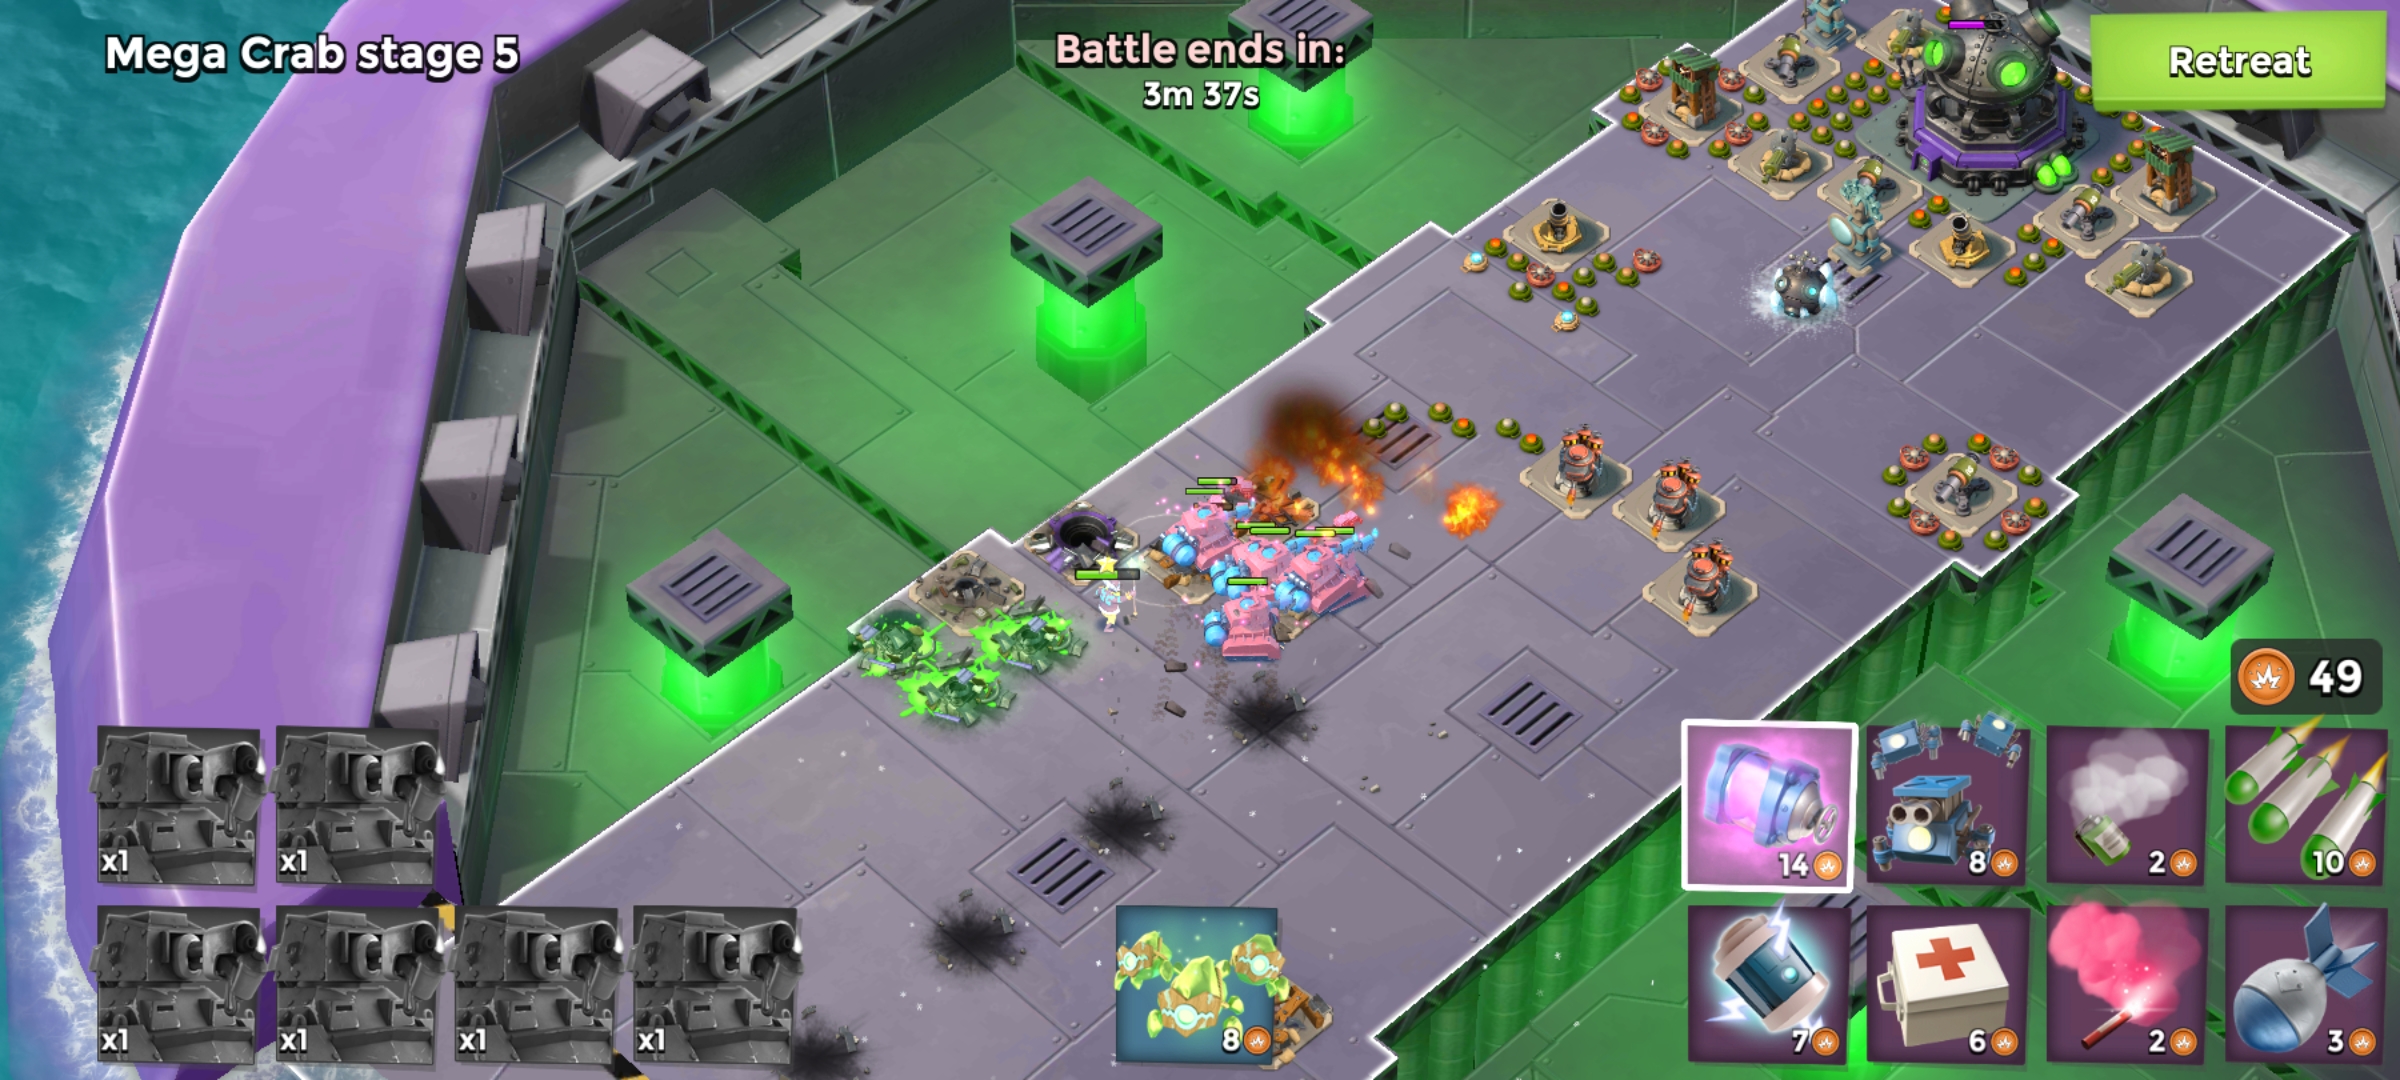 Mega Crab stage 5
Battle ends in:
3m 37s
Retreat
49
x1
x1
14
8
2
10
x1
x1
x1
x1
8
7
6
2
3